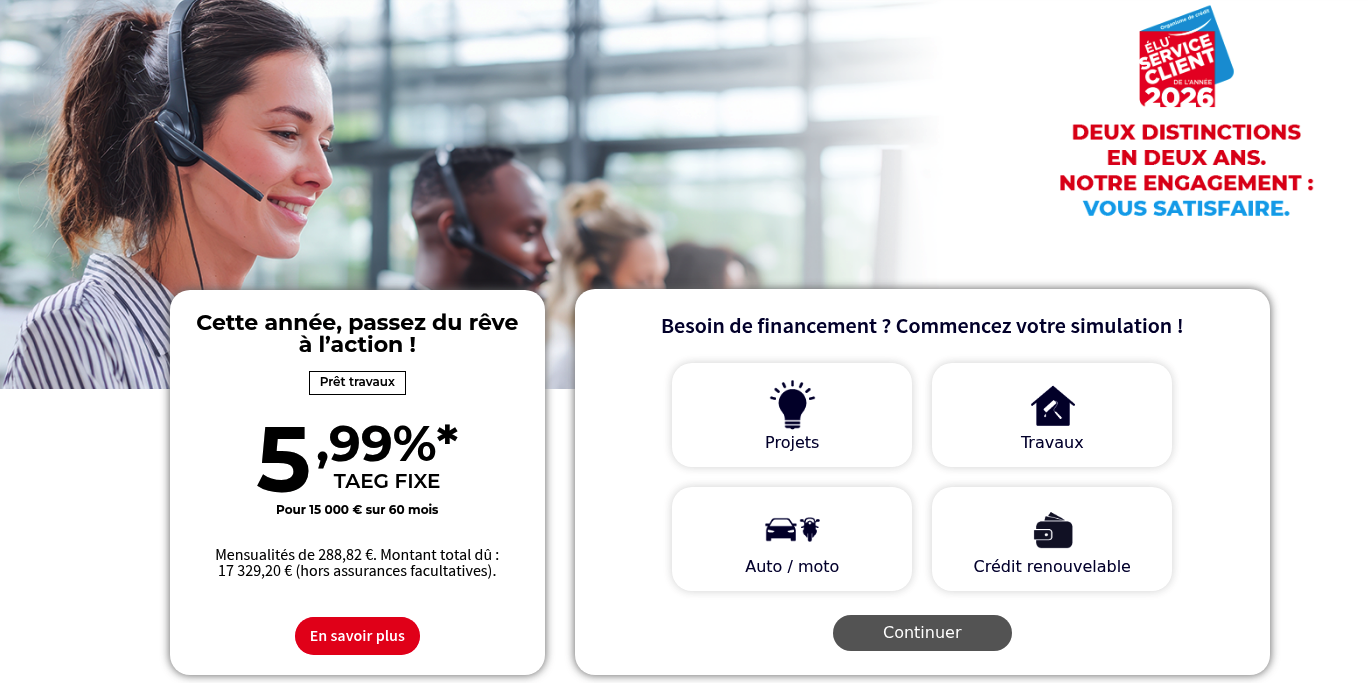 Organisme de crédit
ÉLU
SERVICE
CLIENT
DE L'ANNÉE
2026
DEUX DISTINCTIONS
EN DEUX ANS.
NOTRE ENGAGEMENT :
VOUS SATISFAIRE.
Cette année, passez du rêve
à l’action !
Prêt travaux
5,99%*
TAEG FIXE
Pour 15 000 € sur 60 mois
Mensualités de 288,82 €. Montant total dû :
17 329,20 € (hors assurances facultatives).
En savoir plus
Besoin de financement ? Commencez votre simulation !
Projets
Travaux
Auto / moto
Crédit renouvelable
Continuer